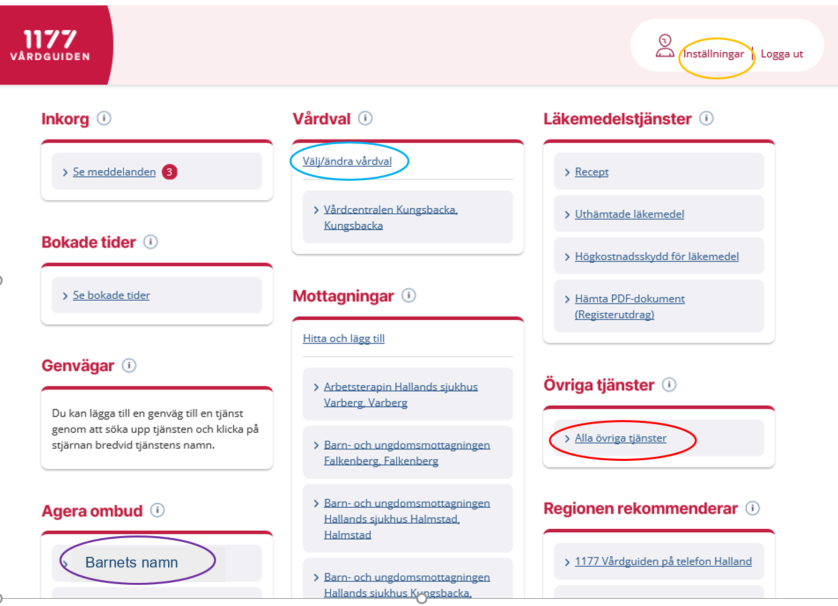 1177
VÅRDGUIDEN
Inställningar | Logga ut
Inkorg
> Se meddelanden 3
Bokade tider
> Se bokade tider
Genvägar
Du kan lägga till en genväg till en tjänst
genom att söka upp tjänsten och klicka på
stjärnan bredvid tjänstens namn.
Agera ombud
> Barnets namn
Vårdval
Välj/ändra vårdval
> Vårdcentralen Kungsbacka,
Kungsbacka
Mottagningar
Hitta och lägg till
> Arbetsterapin Hallands sjukhus
Varberg, Varberg
> Barn- och ungdomsmottagningen
Falkenberg, Falkenberg
> Barn- och ungdomsmottagningen
Hallands sjukhus Halmstad,
Halmstad
> Barn- och ungdomsmottagningen
Hallands sjukhus Kungsbacka,
Läkemedelstjänster
> Recept
> Uthämtade läkemedel
> Högkostnadsskydd för läkemedel
> Hämta PDF-dokument
(Registerutdrag)
Övriga tjänster
> Alla övriga tjänster
Regionen rekommenderar
> 1177 Vårdguiden på telefon Halland